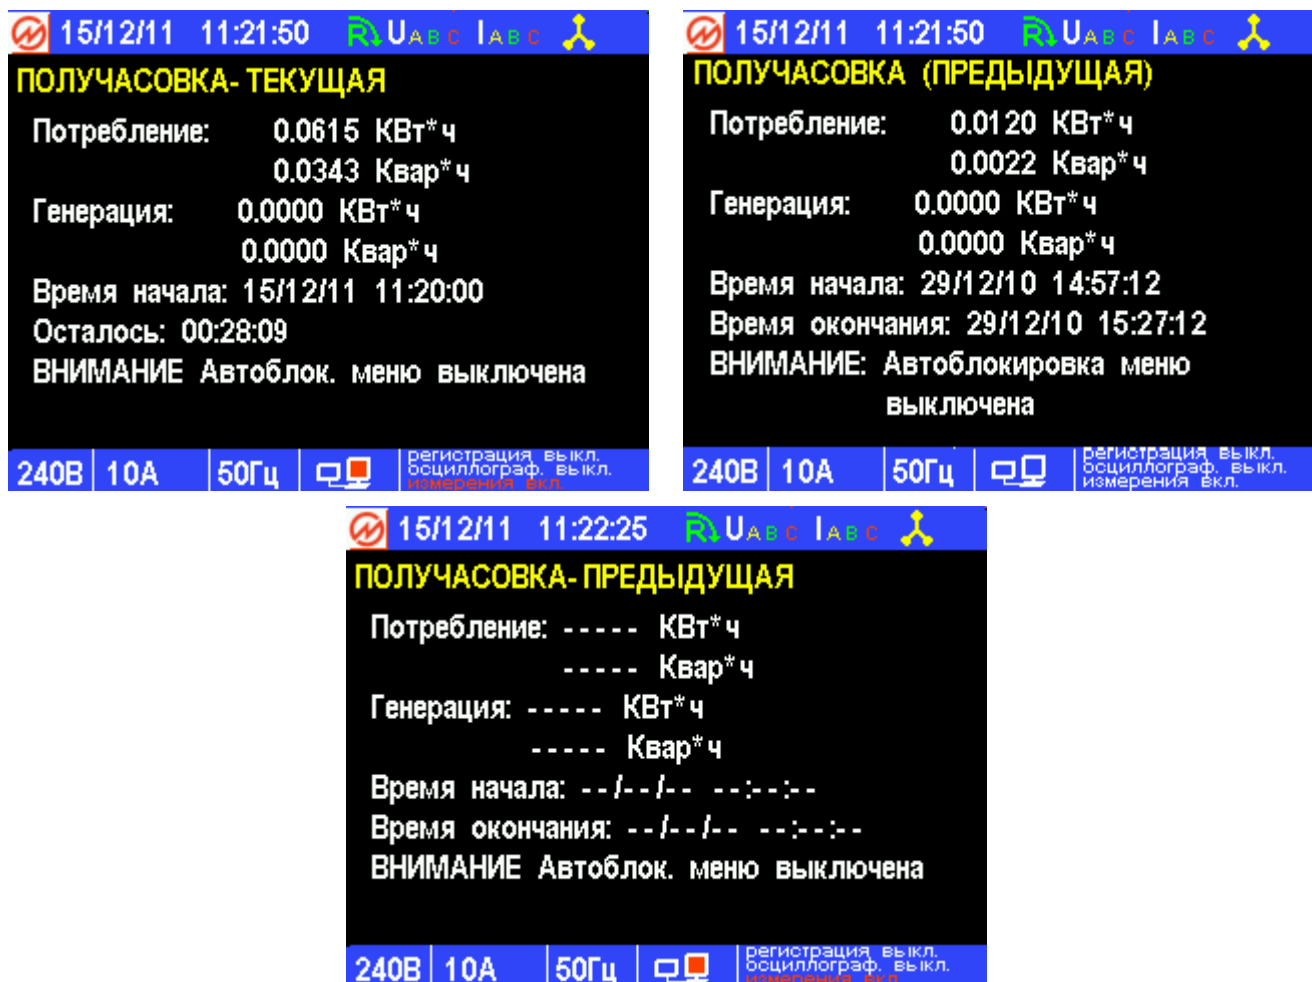 15/12/11 11:21:50 R UABC IABC
ПОЛУЧАСОВКА- ТЕКУЩАЯ
Потребление: 0.0615 КВт*ч
0.0343 Квар*ч
Генерация: 0.0000 КВт*ч
0.0000 Квар*ч
Время начала: 15/12/11 11:20:00
Осталось: 00:28:09
ВНИМАНИЕ Автоблок. меню выключена
240В 10А 50Гц
регистрация выкл.
осциллограф. выкл.
измерения вкл.
15/12/11 11:21:50 R UABC IABC
ПОЛУЧАСОВКА (ПРЕДЫДУЩАЯ)
Потребление: 0.0120 КВт*ч
0.0022 Квар*ч
Генерация: 0.0000 КВт*ч
0.0000 Квар*ч
Время начала: 29/12/10 14:57:12
Время окончания: 29/12/10 15:27:12
ВНИМАНИЕ: Автоблокировка меню
выключена
240В 10А 50Гц
регистрация выкл.
осциллограф. выкл.
измерения вкл.
15/12/11 11:22:25 R UABC IABC
ПОЛУЧАСОВКА- ПРЕДЫДУЩАЯ
Потребление: ----- КВт*ч
----- Квар*ч
Генерация: ----- КВт*ч
----- Квар*ч
Время начала: --/--/-- --:--:--
Время окончания: --/--/-- --:--:--
ВНИМАНИЕ Автоблок. меню выключена
240В 10А 50Гц
регистрация выкл.
осциллограф. выкл.
измерения вкл